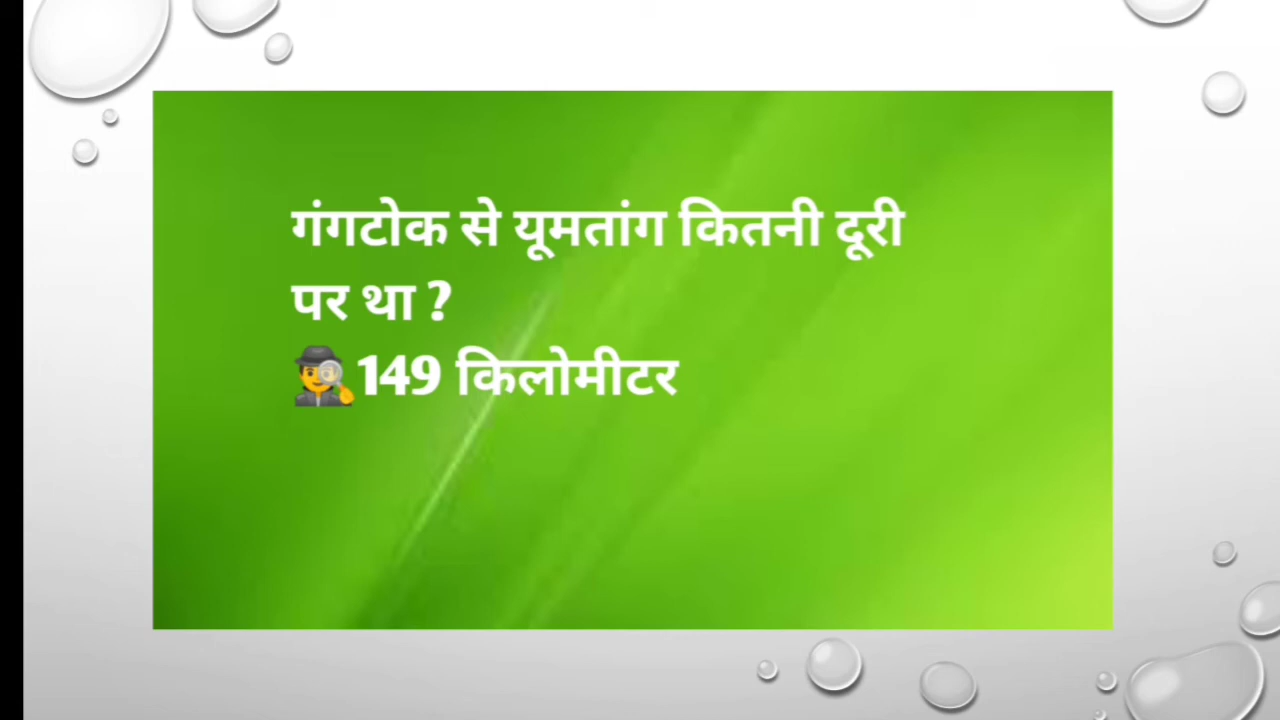 गंगटोक से यूमतांग कितनी दूरी
पर था ?
🕵️149 किलोमीटर